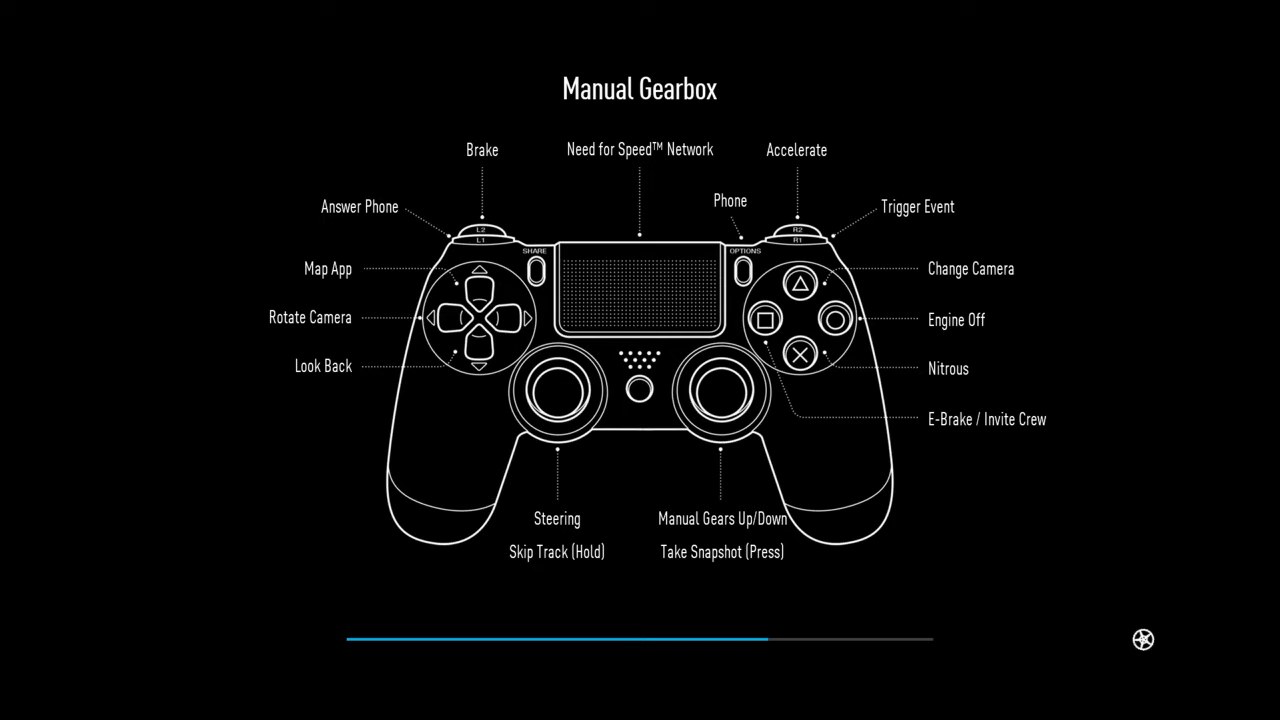 Manual Gearbox
Brake
Need for Speed™ Network
Accelerate
Phone
Answer Phone
Trigger Event
L2
L1
R2
R1
SHARE
OPTIONS
Map App
Change Camera
Rotate Camera
Engine Off
Look Back
Nitrous
E-Brake / Invite Crew
Steering
Manual Gears Up/Down
Skip Track (Hold)
Take Snapshot (Press)